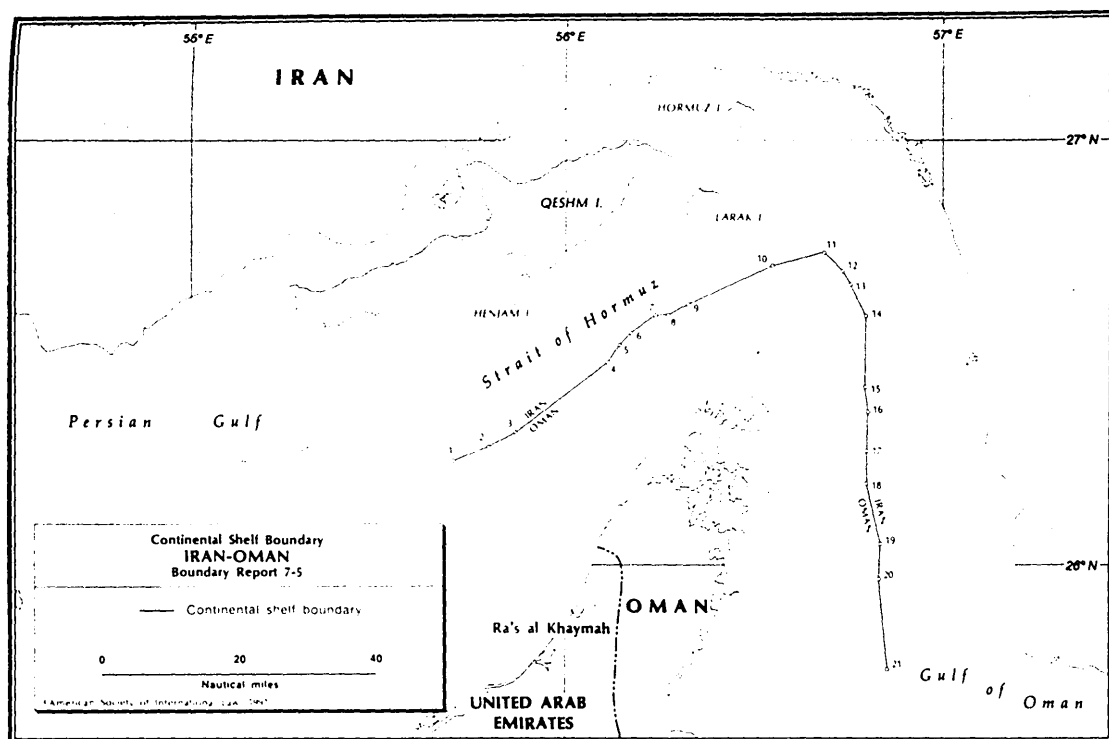 55° E
56° E
57° E
IRAN
HORMUZ I.
27° N
QESHM I.
LARAK I.
11
10
12
13
HENJAM I.
Strait of Hormuz
14
9
8
6
5
4
15
16
Persian Gulf
IRAN
OMAN
3
2
1
17
18
IRAN
OMAN
19
20
26° N
Continental Shelf Boundary
IRAN-OMAN
Boundary Report 7-5
Continental shelf boundary
0 20 40
Nautical miles
OMAN
Ra's al Khaymah
21
Gulf of Oman
UNITED ARAB
EMIRATES